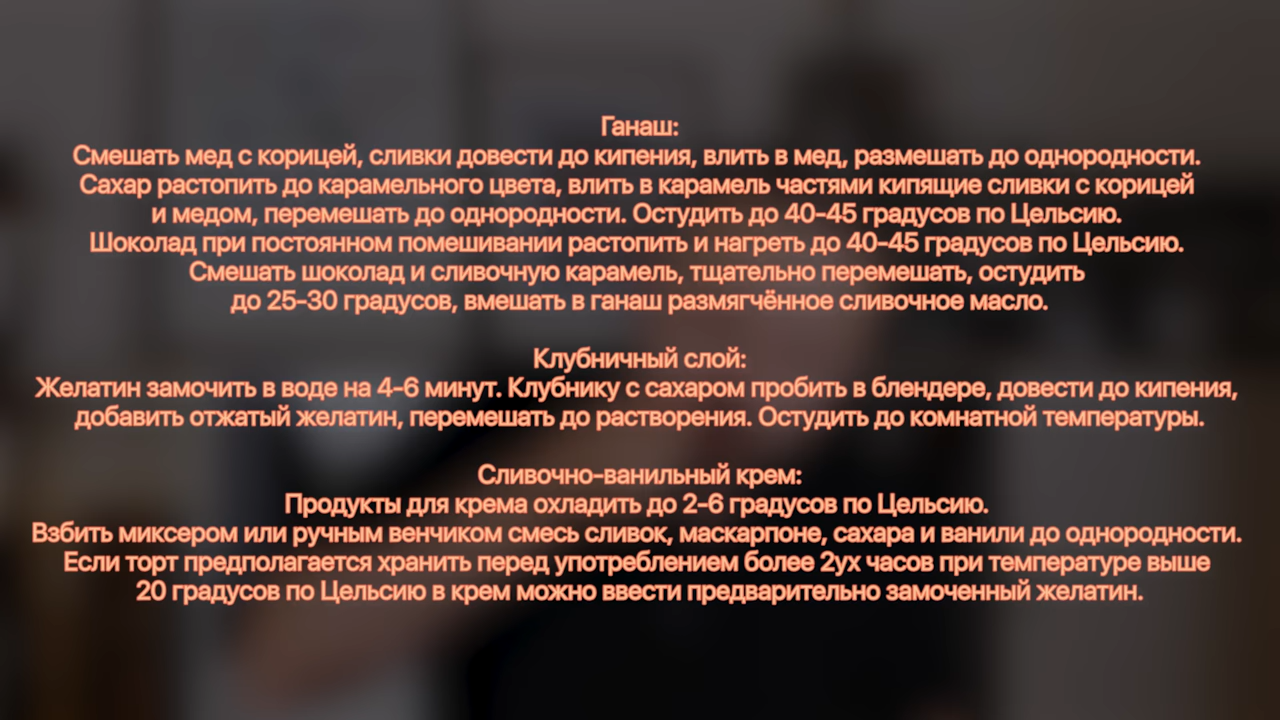 Ганаш:
Смешать мед с корицей, сливки довести до кипения, влить в мед, размешать до однородности.
Сахар растопить до карамельного цвета, влить в карамель частями кипящие сливки с корицей
и медом, перемешать до однородности. Остудить до 40-45 градусов по Цельсию.
Шоколад при постоянном помешивании растопить и нагреть до 40-45 градусов по Цельсию.
Смешать шоколад и сливочную карамель, тщательно перемешать, остудить
до 25-30 градусов, вмешать в ганаш размягчённое сливочное масло.
Клубничный слой:
Желатин замочить в воде на 4-6 минут. Клубнику с сахаром пробить в блендере, довести до кипения,
добавить отжатый желатин, перемешать до растворения. Остудить до комнатной температуры.
Сливочно-ванильный крем:
Продукты для крема охладить до 2-6 градусов по Цельсию.
Взбить миксером или ручным венчиком смесь сливок, маскарпоне, сахара и ванили до однородности.
Если торт предполагается хранить перед употреблением более 2ух часов при температуре выше
20 градусов по Цельсию в крем можно ввести предварительно замоченный желатин.